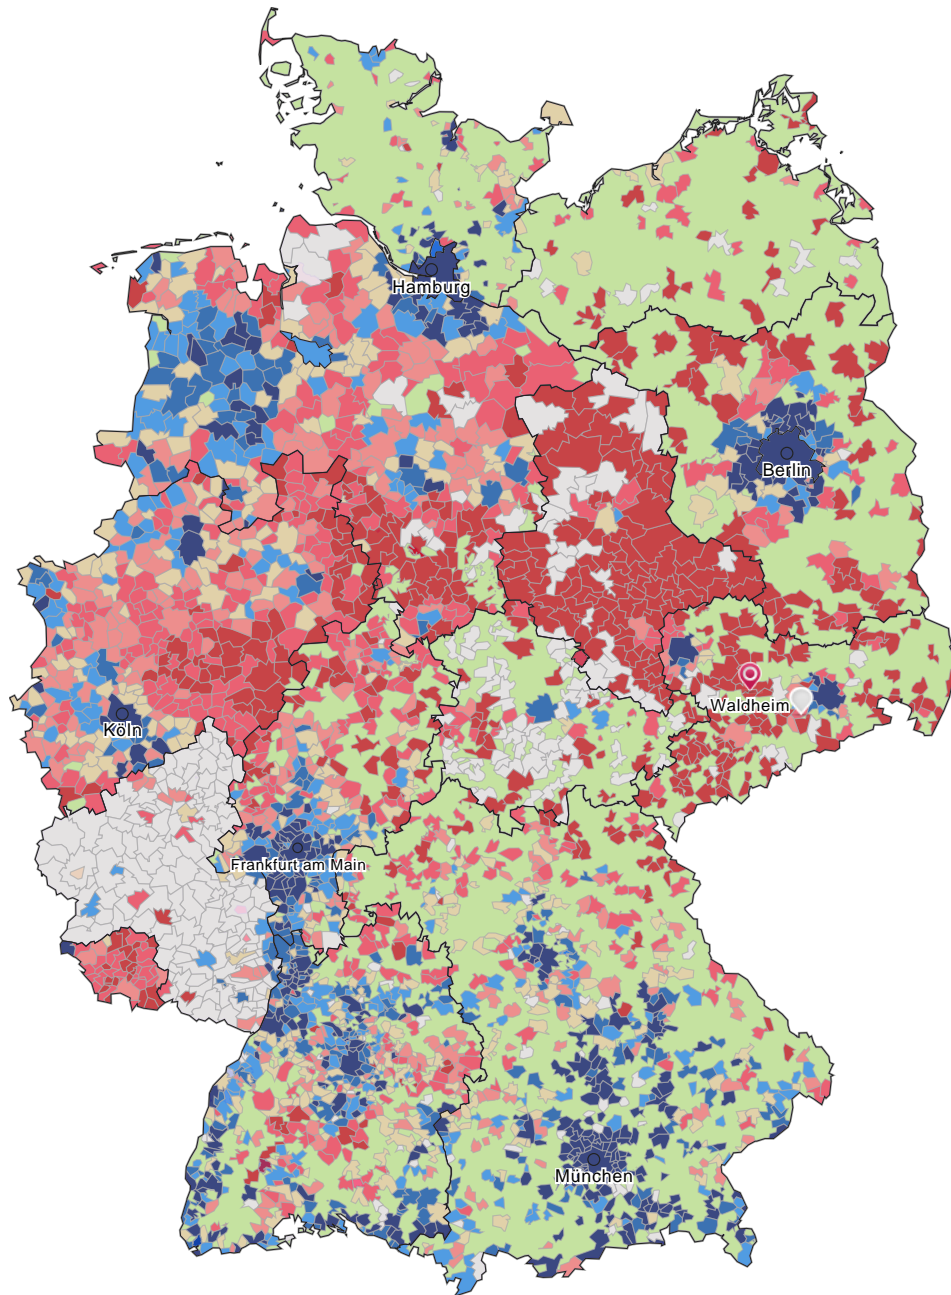 Hamburg
Berlin
Waldheim
Köln
Frankfurt am Main
München